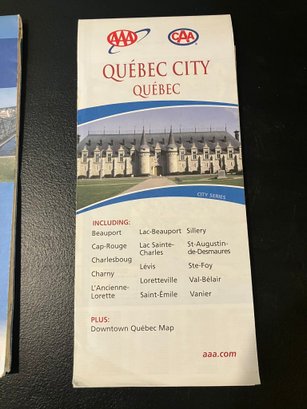 AAA
CAA
QUÉBEC CITY
QUÉBEC
CITY SERIES
INCLUDING:
Beauport
Cap-Rouge
Charlesboug
Charny
L'Ancienne-
Lorette
Lac-Beauport
Lac Sainte-
Charles
Lévis
Loretteville
Saint-Emile
Sillery
St-Augustin-
de-Desmaures
Ste-Foy
Val-Bélair
Vanier
PLUS:
Downtown Québec Map
aaa.com